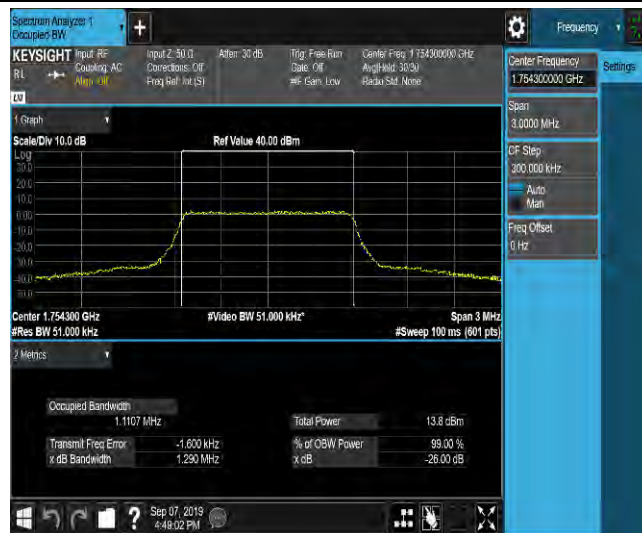 Spectrum Analyzer 1
Occupied BW
+
Frequency
KEYSIGHT Input: RF Input Z: 50 Ω Atten: 30 dB Trig: Free Run Center Freq: 1.754300000 GHz
RL Coupling: AC Corrections: Off Gate: Off Avg|Hold: 30/30
Align: Off Freq Ref: Int (S) #IF Gain: Low Radio Std: None
Center Frequency
1.754300000 GHz
Settings
Span
3.0000 MHz
CF Step
300.000 kHz
Auto
Man
Freq Offset
0 Hz
1 Graph
Scale/Div 10.0 dB Ref Value 40.00 dBm
Log
30.0
20.0
10.0
0.00
-10.0
-20.0
-30.0
-40.0
-50.0
Center 1.754300 GHz #Video BW 51.000 kHz* Span 3 MHz
#Res BW 51.000 kHz #Sweep 100 ms (601 pts)
2 Metrics
Occupied Bandwidth
1.1107 MHz Total Power 13.8 dBm
Transmit Freq Error -1.600 kHz % of OBW Power 99.00 %
x dB Bandwidth 1.290 MHz x dB -26.00 dB
?
Sep 07, 2019
4:49:02 PM